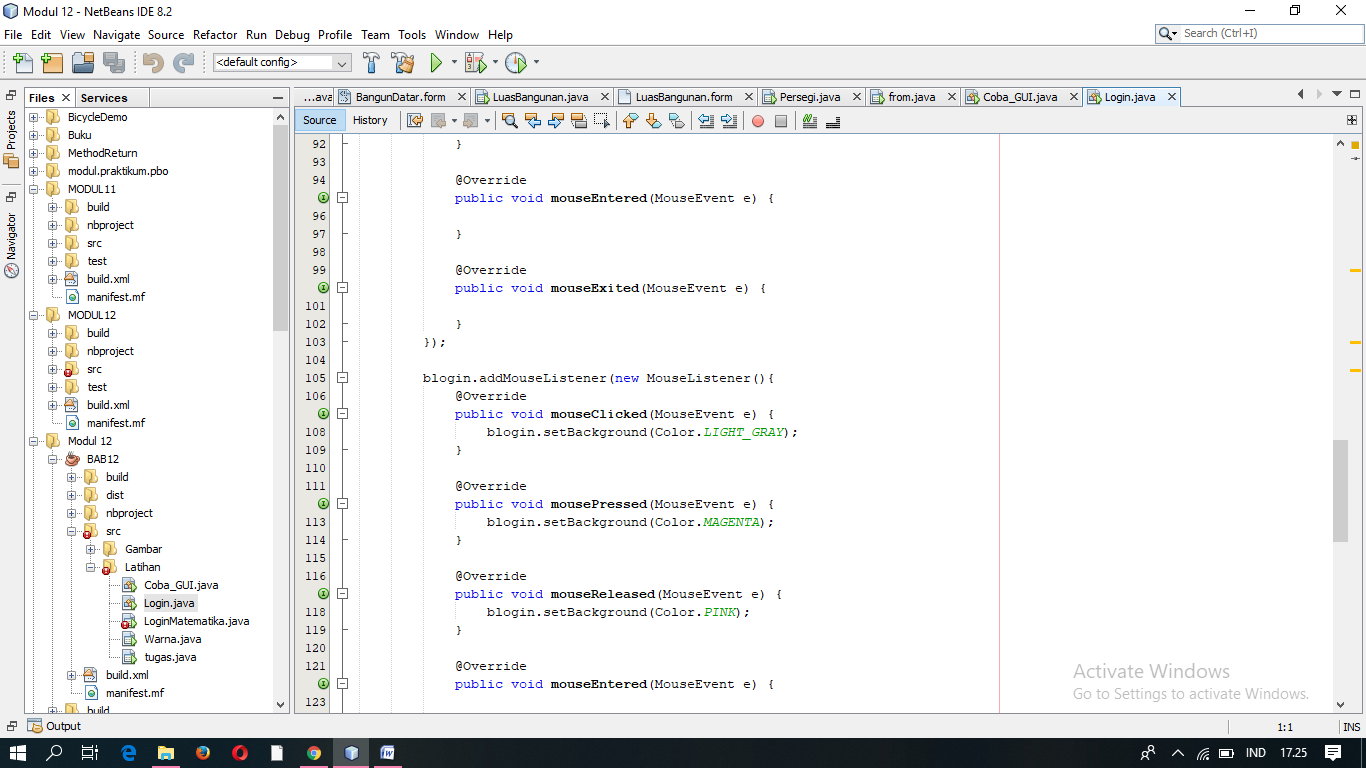 Modul 12 - NetBeans IDE 8.2
File Edit View Navigate Source Refactor Run Debug Profile Team Tools Window Help
Search (Ctrl+I)
<default config>
Projects
Navigator
Files Services
BicycleDemo
Buku
MethodReturn
modul.praktikum.pbo
MODUL11
build
nbproject
src
test
build.xml
manifest.mf
MODUL12
build
nbproject
src
test
build.xml
manifest.mf
Modul 12
BAB12
build
dist
nbproject
src
Gambar
Latihan
Coba_GUI.java
Login.java
LoginMatematika.java
Warna.java
tugas.java
build.xml
manifest.mf
build
...ava BangunDatar.form LuasBangunan.java LuasBangunan.form Persegi.java from.java Coba_GUI.java Login.java
Source History
92 }
93
94 @Override
public void mouseEntered(MouseEvent e) {
96
97 }
98
99 @Override
public void mouseExited(MouseEvent e) {
101
102 }
103 });
104
105 blogin.addMouseListener(new MouseListener(){
106 @Override
public void mouseClicked(MouseEvent e) {
108 blogin.setBackground(Color.LIGHT_GRAY);
109 }
110
111 @Override
public void mousePressed(MouseEvent e) {
113 blogin.setBackground(Color.MAGENTA);
114 }
115
116 @Override
public void mouseReleased(MouseEvent e) {
118 blogin.setBackground(Color.PINK);
119 }
120
121 @Override
public void mouseEntered(MouseEvent e) {
123
Activate Windows
Go to Settings to activate Windows.
Output
1:1 INS
IND 17.25